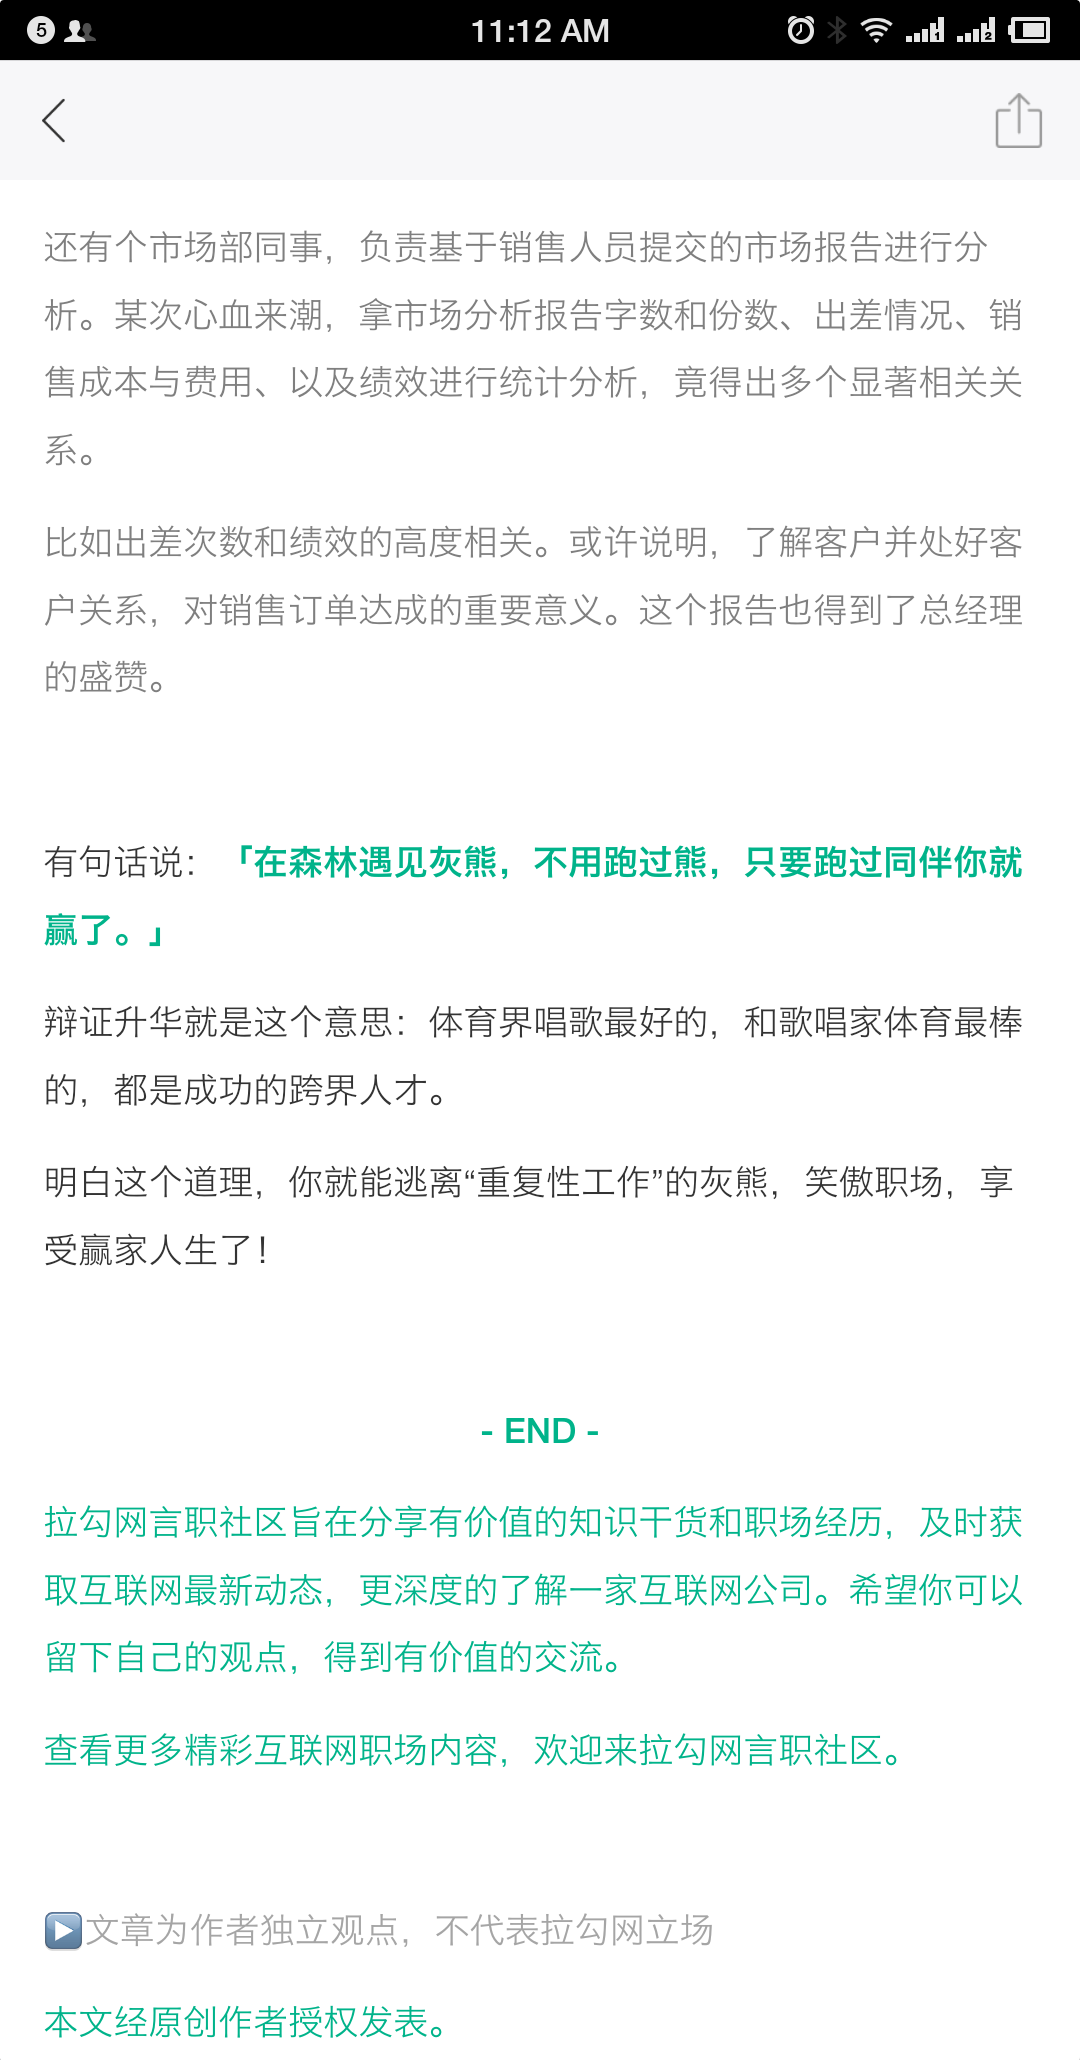 5
11:12 AM
1
2
还有个市场部同事，负责基于销售人员提交的市场报告进行分
析。某次心血来潮，拿市场分析报告字数和份数、出差情况、销
售成本与费用、以及绩效进行统计分析，竟得出多个显著相关关
系。
比如出差次数和绩效的高度相关。或许说明，了解客户并处好客
户关系，对销售订单达成的重要意义。这个报告也得到了总经理
的盛赞。
有句话说：「在森林遇见灰熊，不用跑过熊，只要跑过同伴你就
赢了。」
辩证升华就是这个意思：体育界唱歌最好的，和歌唱家体育最棒
的，都是成功的跨界人才。
明白这个道理，你就能逃离“重复性工作”的灰熊，笑傲职场，享
受赢家人生了！
- END -
拉勾网言职社区旨在分享有价值的知识干货和职场经历，及时获
取互联网最新动态，更深度的了解一家互联网公司。希望你可以
留下自己的观点，得到有价值的交流。
查看更多精彩互联网职场内容，欢迎来拉勾网言职社区。
文章为作者独立观点，不代表拉勾网立场
本文经原创作者授权发表。